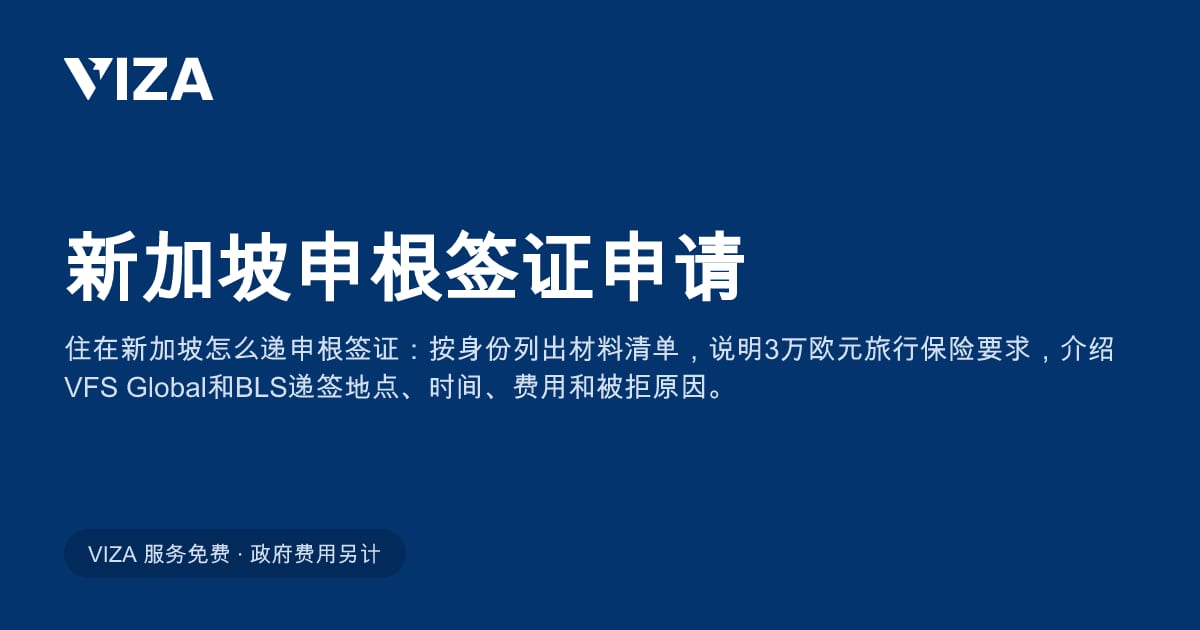 VIZA
新加坡申根签证申请
住在新加坡怎么递申根签证：按身份列出材料清单，说明3万欧元旅行保险要求，介绍
VFS Global和BLS递签地点、时间、费用和被拒原因。
VIZA 服务免费 · 政府费用另计